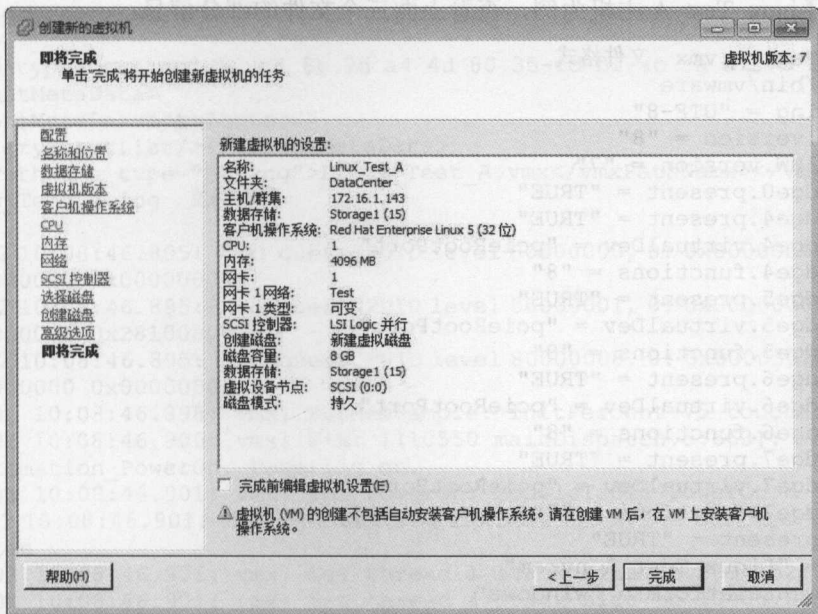 创建新的虚拟机
即将完成
单击"完成"将开始创建新虚拟机的任务
虚拟机版本: 7
配置
名称和位置
数据存储
虚拟机版本
客户机操作系统
CPU
内存
网络
SCSI 控制器
选择磁盘
创建磁盘
高级选项
即将完成
新建虚拟机的设置:
名称: Linux_Test_A
文件夹: DataCenter
主机/群集: 172.16.1.143
数据存储: Storage1 (15)
客户机操作系统: Red Hat Enterprise Linux 5 (32 位)
CPU: 1
内存: 4096 MB
网卡: 1
网卡 1 网络: Test
网卡 1 类型: 可变
SCSI 控制器: LSI Logic 并行
创建磁盘: 新建虚拟磁盘
磁盘容量: 8 GB
数据存储: Storage1 (15)
虚拟设备节点: SCSI (0:0)
磁盘模式: 持久
完成前编辑虚拟机设置(E)
虚拟机 (VM) 的创建不包括自动安装客户机操作系统。请在创建 VM 后，在 VM 上安装客户机
操作系统。
帮助(H)
<上一步
完成
取消